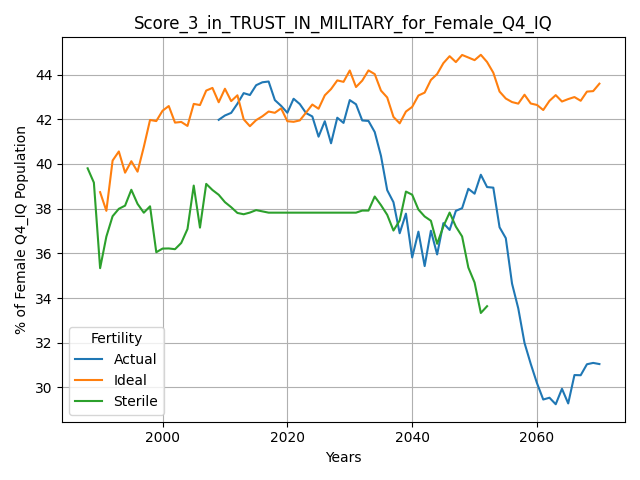 Score_3_in_TRUST_IN_MILITARY_for_Female_Q4_IQ
% of Female Q4_IQ Population
44
42
40
38
36
34
32
30
Fertility
Actual
Ideal
Sterile
2000
2020
2040
2060
Years